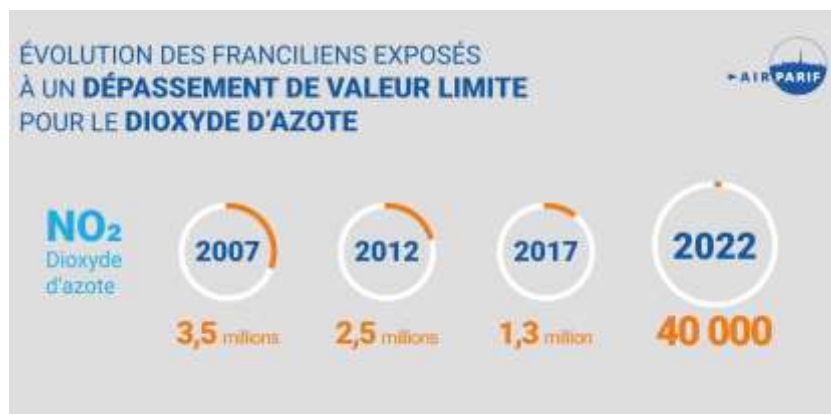 ÉVOLUTION DES FRANCILIENS EXPOSÉS
À UN DÉPASSEMENT DE VALEUR LIMITE
POUR LE DIOXYDE D'AZOTE
AIRPARIF
NO₂
Dioxyde
d'azote
2007
2012
2017
2022
3,5 millions
2,5 millions
1,3 million
40 000